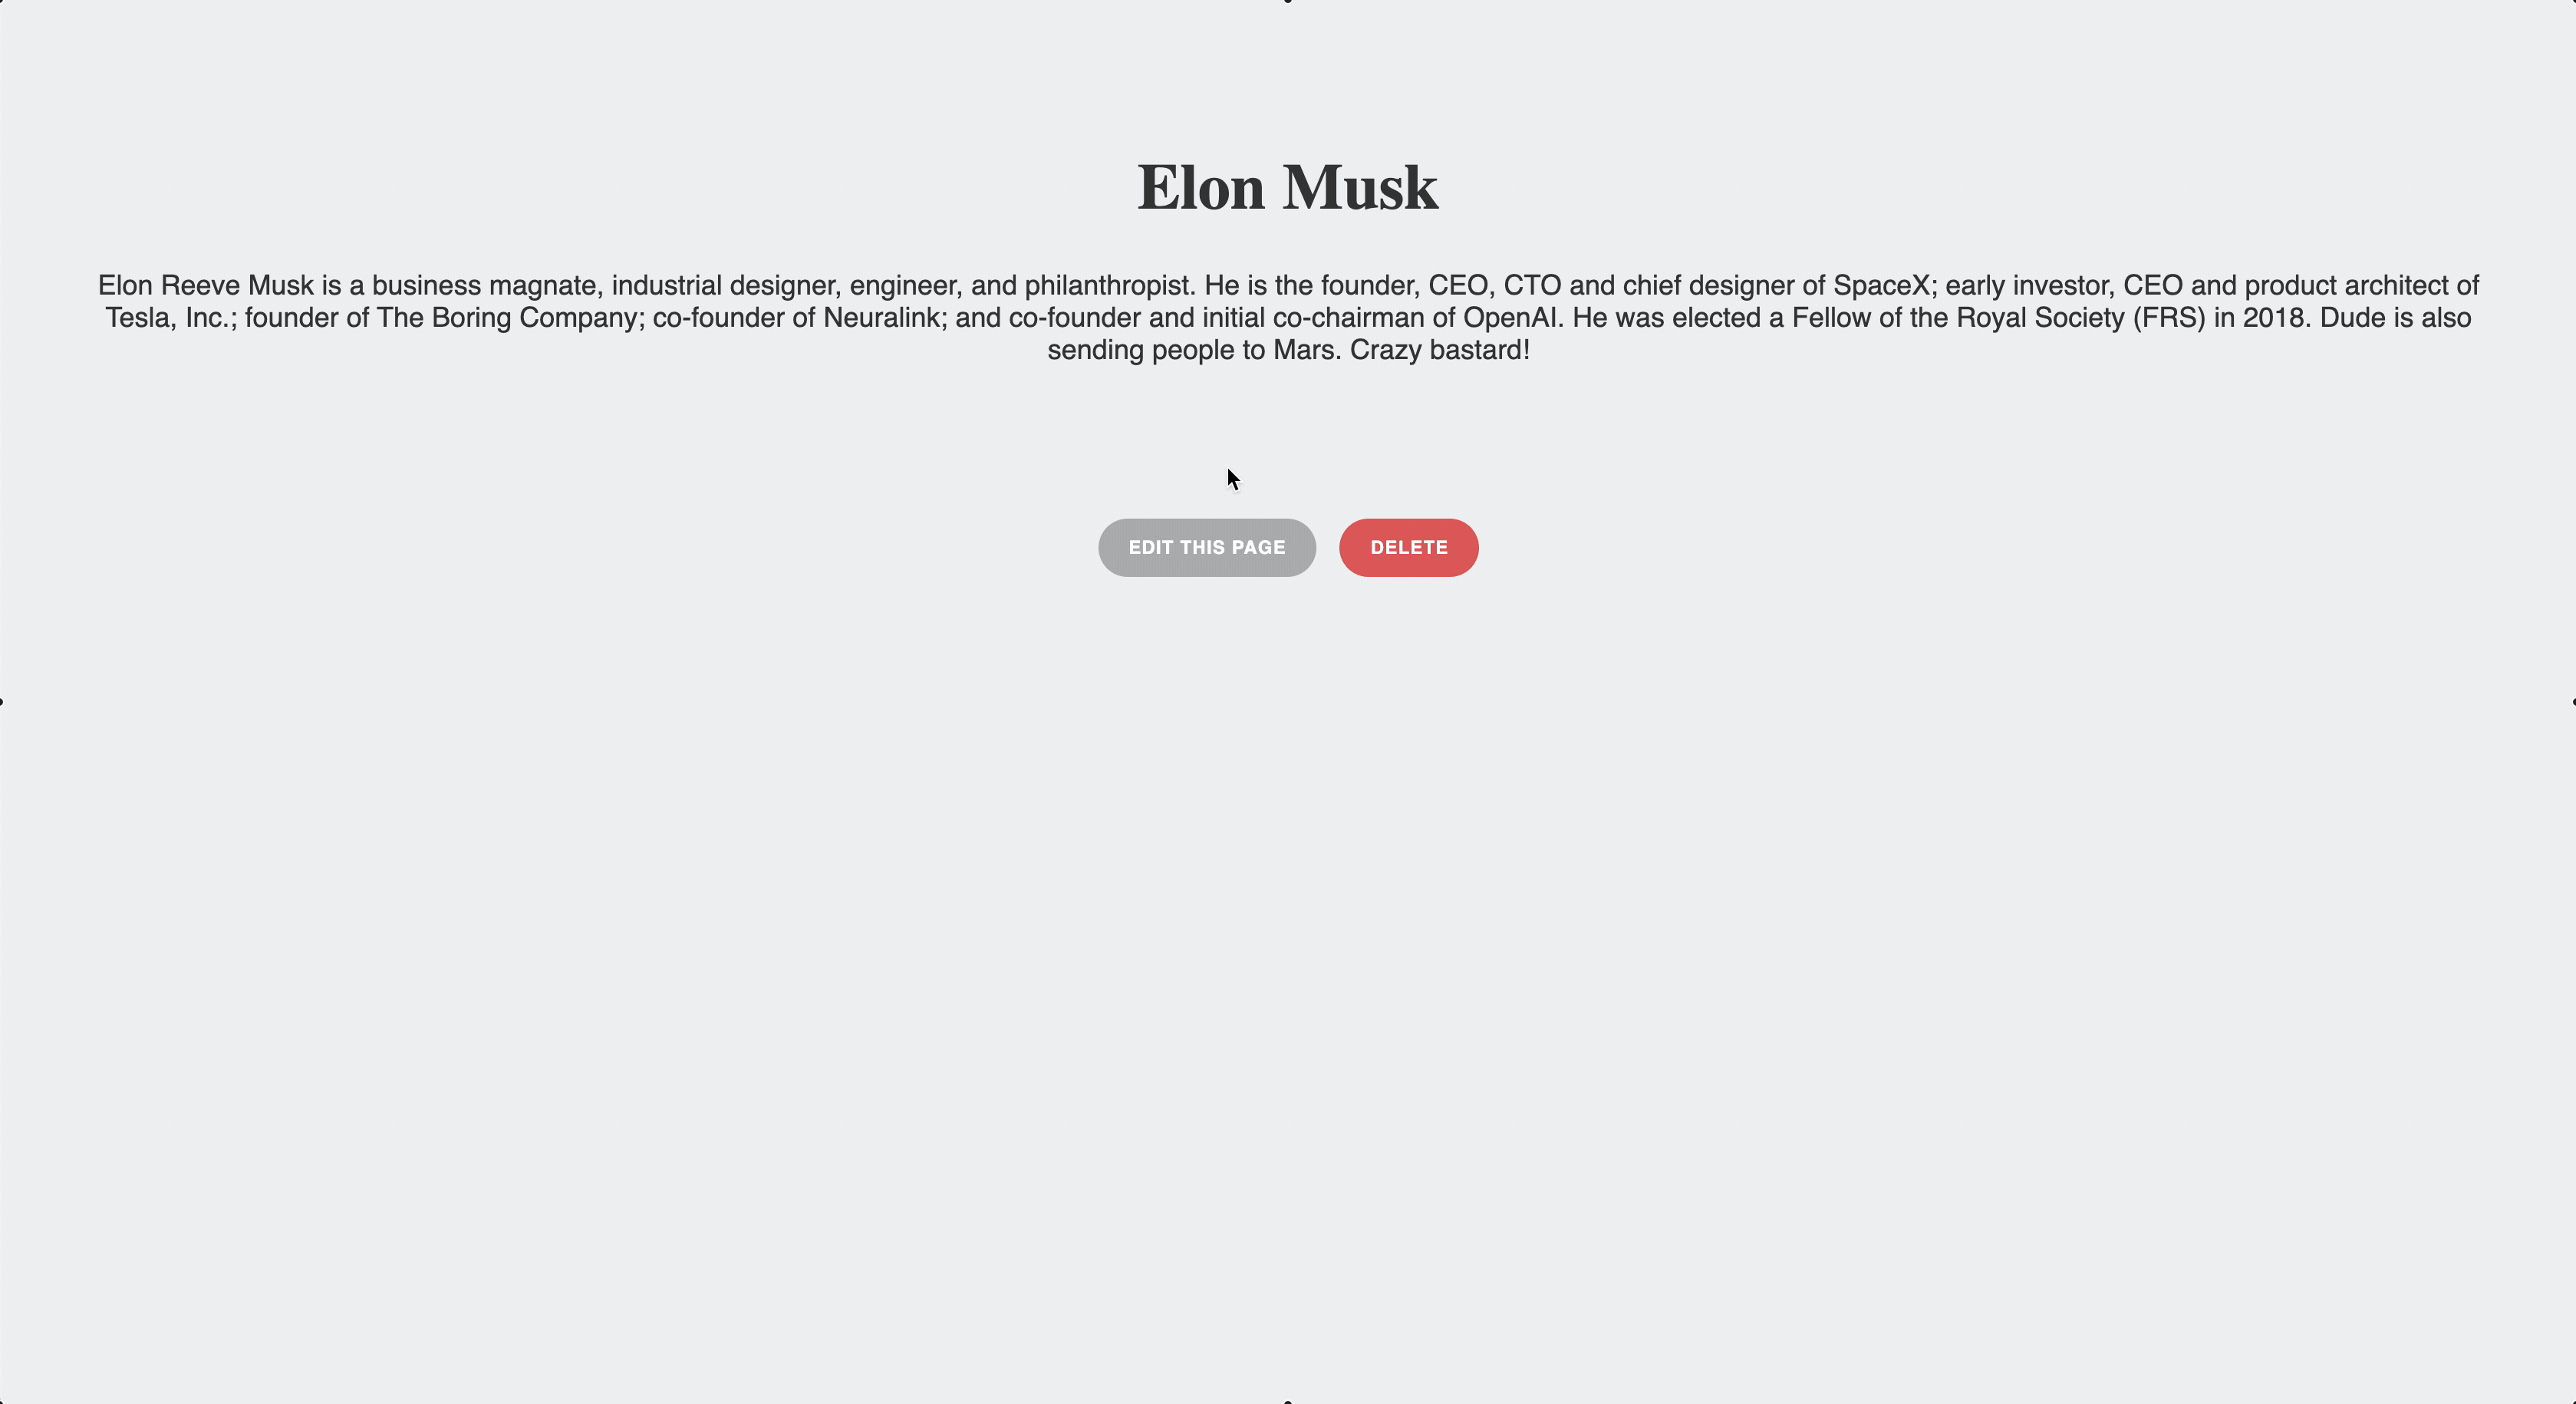 Elon Musk
Elon Reeve Musk is a business magnate, industrial designer, engineer, and philanthropist. He is the founder, CEO, CTO and chief designer of SpaceX; early investor, CEO and product architect of
Tesla, Inc.; founder of The Boring Company; co-founder of Neuralink; and co-founder and initial co-chairman of OpenAI. He was elected a Fellow of the Royal Society (FRS) in 2018. Dude is also
sending people to Mars. Crazy bastard!
EDIT THIS PAGE DELETE